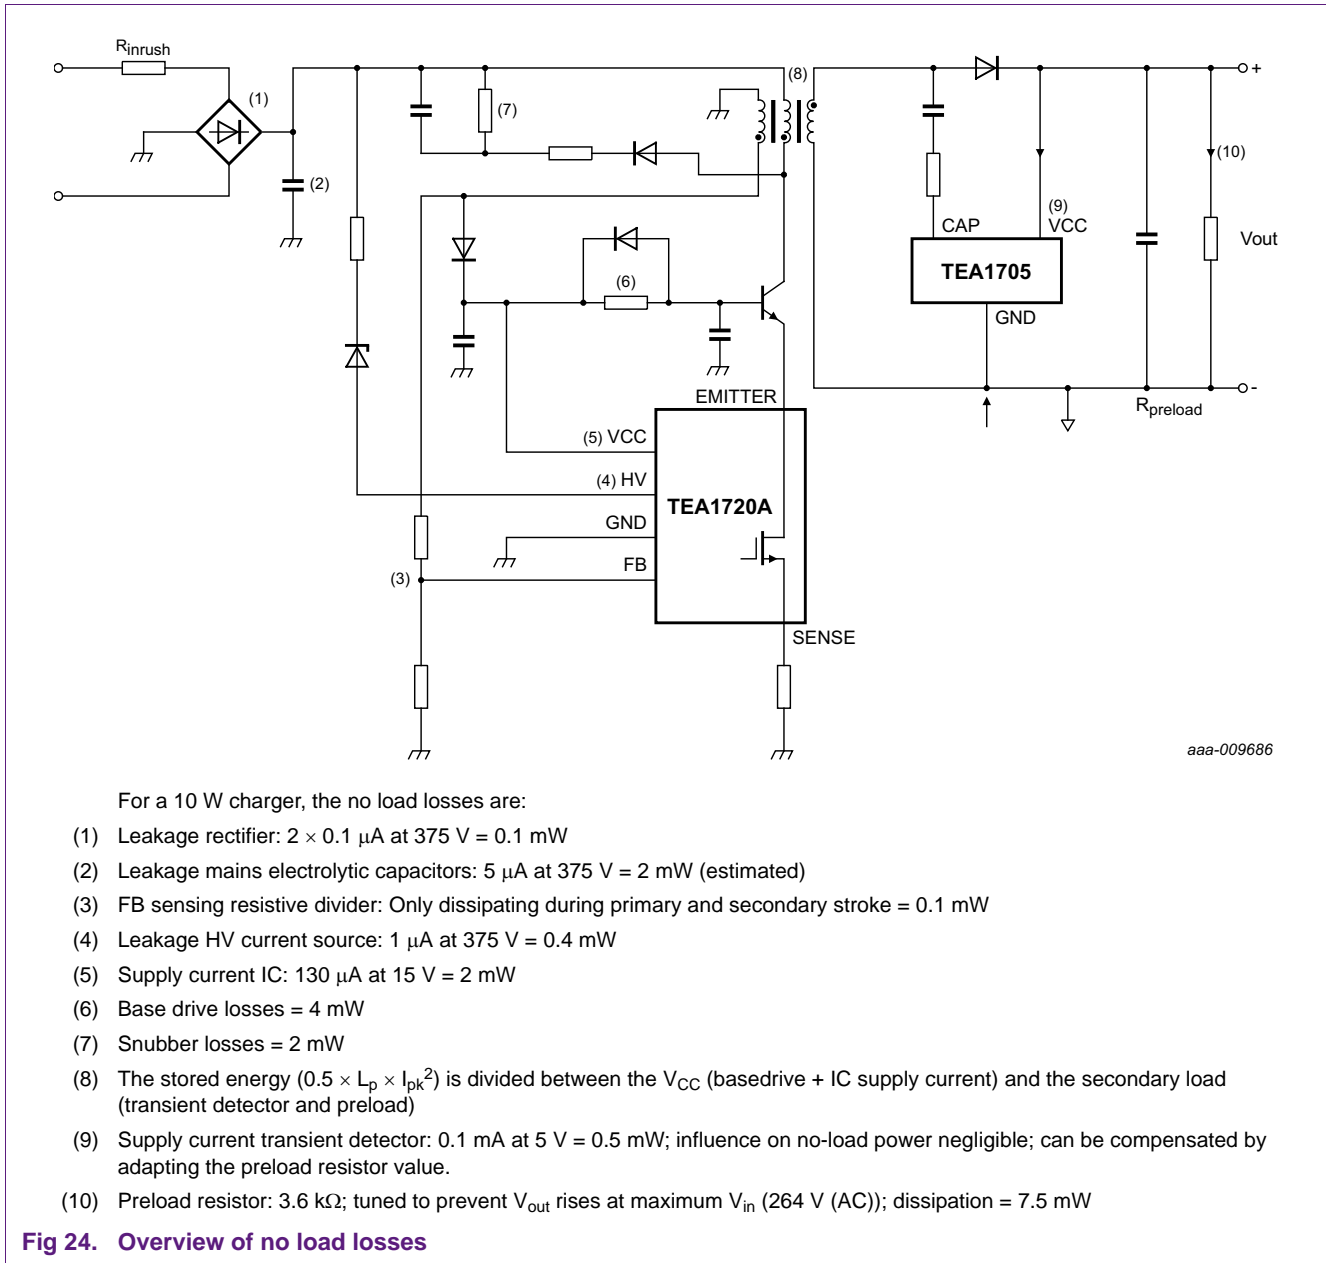 R_inrush
(1)
(2)
(7)
(8)
(10)
(9)
CAP
VCC
TEA1705
Vout
GND
(6)
EMITTER
R_preload
(5) VCC
(4) HV
TEA1720A
GND
(3)
FB
SENSE
aaa-009686
For a 10 W charger, the no load losses are:
(1) Leakage rectifier: 2 × 0.1 μA at 375 V = 0.1 mW
(2) Leakage mains electrolytic capacitors: 5 μA at 375 V = 2 mW (estimated)
(3) FB sensing resistive divider: Only dissipating during primary and secondary stroke = 0.1 mW
(4) Leakage HV current source: 1 μA at 375 V = 0.4 mW
(5) Supply current IC: 130 μA at 15 V = 2 mW
(6) Base drive losses = 4 mW
(7) Snubber losses = 2 mW
(8) The stored energy (0.5 × L_p × I_pk²) is divided between the V_CC (basedrive + IC supply current) and the secondary load
(transient detector and preload)
(9) Supply current transient detector: 0.1 mA at 5 V = 0.5 mW; influence on no-load power negligible; can be compensated by
adapting the preload resistor value.
(10) Preload resistor: 3.6 kΩ; tuned to prevent V_out rises at maximum V_in (264 V (AC)); dissipation = 7.5 mW
Fig 24. Overview of no load losses